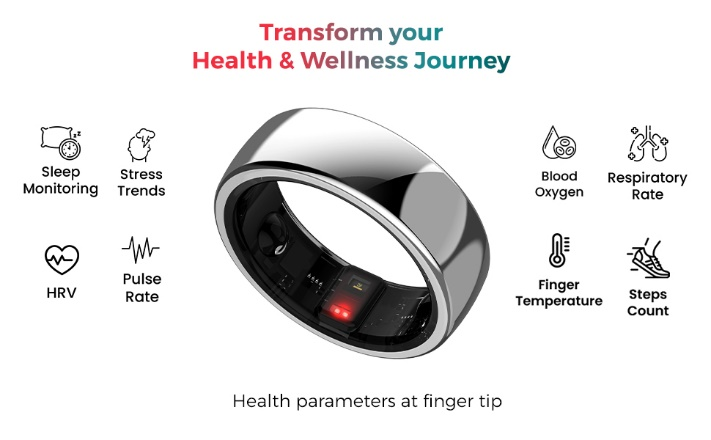 Transform your
Health & Wellness Journey
Sleep
Monitoring
Stress
Trends
HRV
Pulse
Rate
Blood
Oxygen
Respiratory
Rate
Finger
Temperature
Steps
Count
Health parameters at finger tip